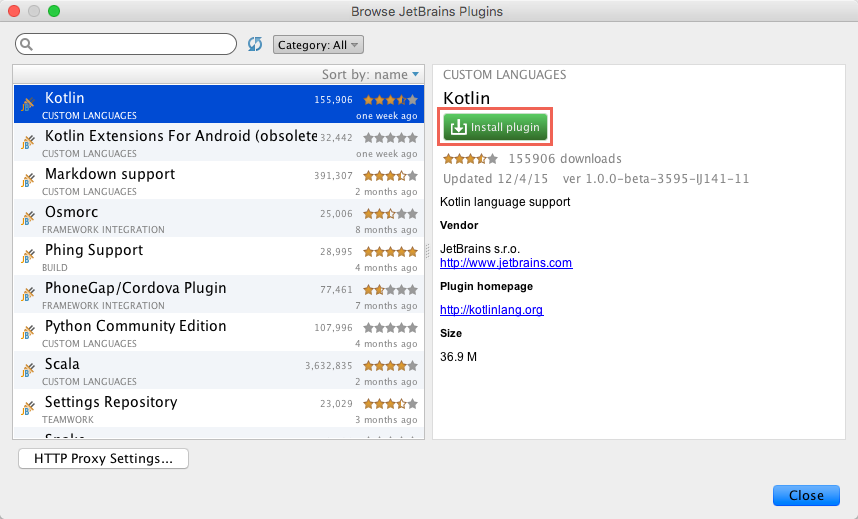 Browse JetBrains Plugins
Category: All
Sort by: name
Kotlin 155,906
CUSTOM LANGUAGES one week ago
Kotlin Extensions For Android (obsolete 32,442
CUSTOM LANGUAGES one week ago
Markdown support 391,307
CUSTOM LANGUAGES 2 months ago
Osmorc 25,006
FRAMEWORK INTEGRATION 8 months ago
Phing Support 28,995
BUILD 4 months ago
PhoneGap/Cordova Plugin 77,461
FRAMEWORK INTEGRATION 7 months ago
Python Community Edition 107,996
CUSTOM LANGUAGES 4 months ago
Scala 3,632,835
CUSTOM LANGUAGES 2 months ago
Settings Repository 23,029
TEAMWORK 3 months ago
HTTP Proxy Settings...
CUSTOM LANGUAGES
Kotlin
Install plugin
155906 downloads
Updated 12/4/15 ver 1.0.0-beta-3595-IJ141-11
Kotlin language support
Vendor
JetBrains s.r.o.
http://www.jetbrains.com
Plugin homepage
http://kotlinlang.org
Size
36.9 M
Close